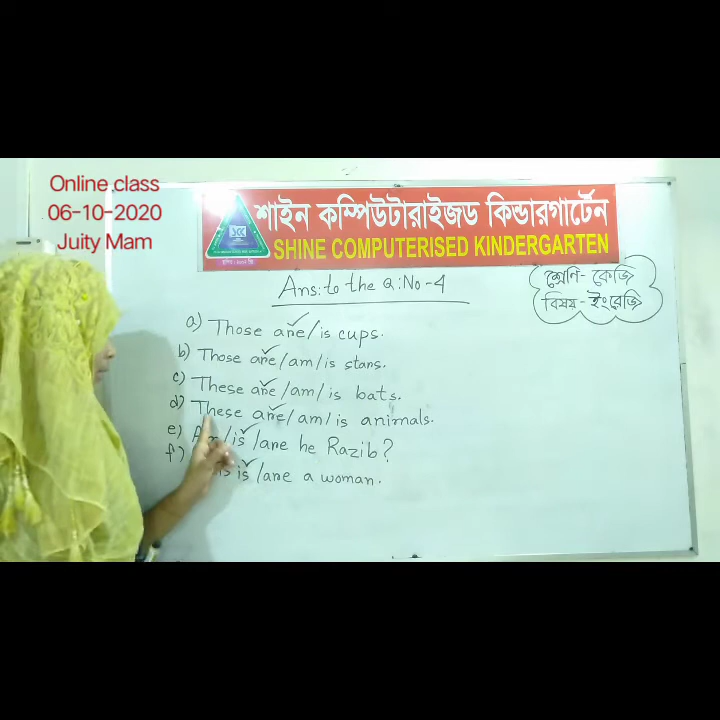 Online class
06-10-2020
Juity Mam
শাইন কম্পিউটারাইজড কিন্ডারগার্টেন
SHINE COMPUTERISED KINDERGARTEN
Ans: to the Q: No - 4
শ্রেণি - কেজি
বিষয় - ইংরেজি
a) Those are/is cups.
b) Those are/am/is stars.
c) These are/am/is bats.
d) These are/am/is animals.
e) /is/are he Razib?
f) is/are a woman.